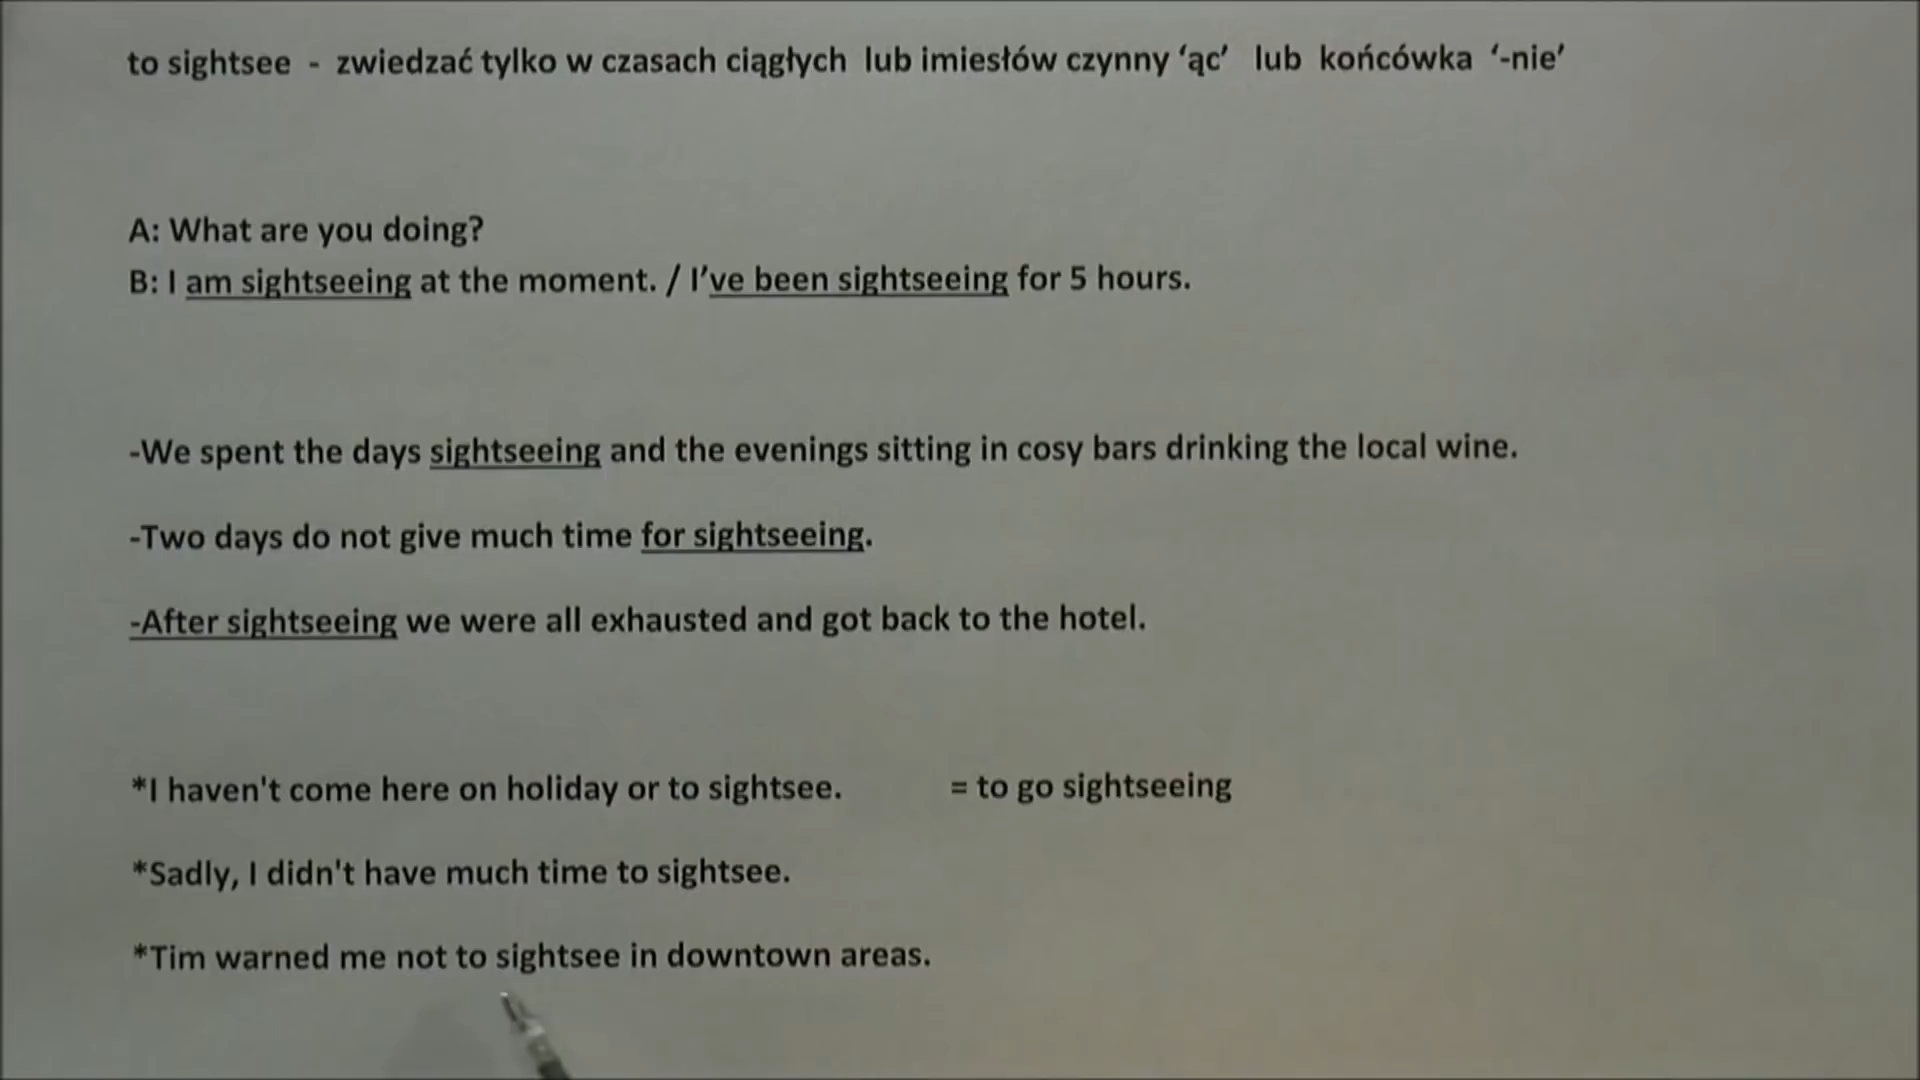 to sightsee - zwiedzać tylko w czasach ciągłych lub imiesłów czynny ‘ąc’ lub końcówka ‘-nie’
A: What are you doing?
B: I am sightseeing at the moment. / I’ve been sightseeing for 5 hours.
-We spent the days sightseeing and the evenings sitting in cosy bars drinking the local wine.
-Two days do not give much time for sightseeing.
-After sightseeing we were all exhausted and got back to the hotel.
*I haven't come here on holiday or to sightsee. = to go sightseeing
*Sadly, I didn't have much time to sightsee.
*Tim warned me not to sightsee in downtown areas.